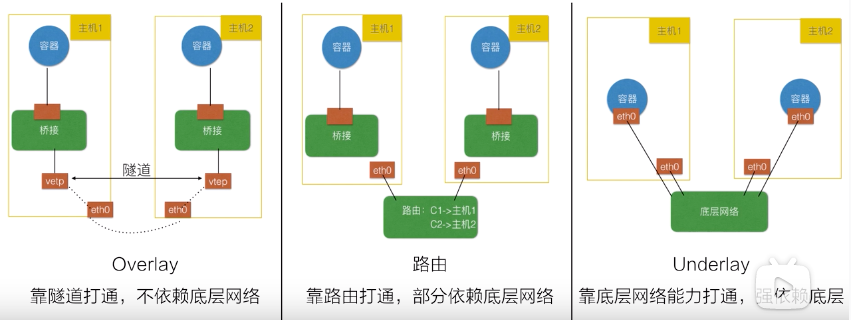 主机1
容器
桥接
vetp
eth0
主机2
容器
桥接
vtep
eth0
隧道
Overlay
靠隧道打通，不依赖底层网络
主机1
容器
桥接
eth0
主机2
容器
桥接
eth0
路由：C1->主机1
C2->主机2
路由
靠路由打通，部分依赖底层网络
主机1
容器
eth0
eth0
主机2
容器
eth0
eth0
底层网络
Underlay
靠底层网络能力打通，强依赖底层